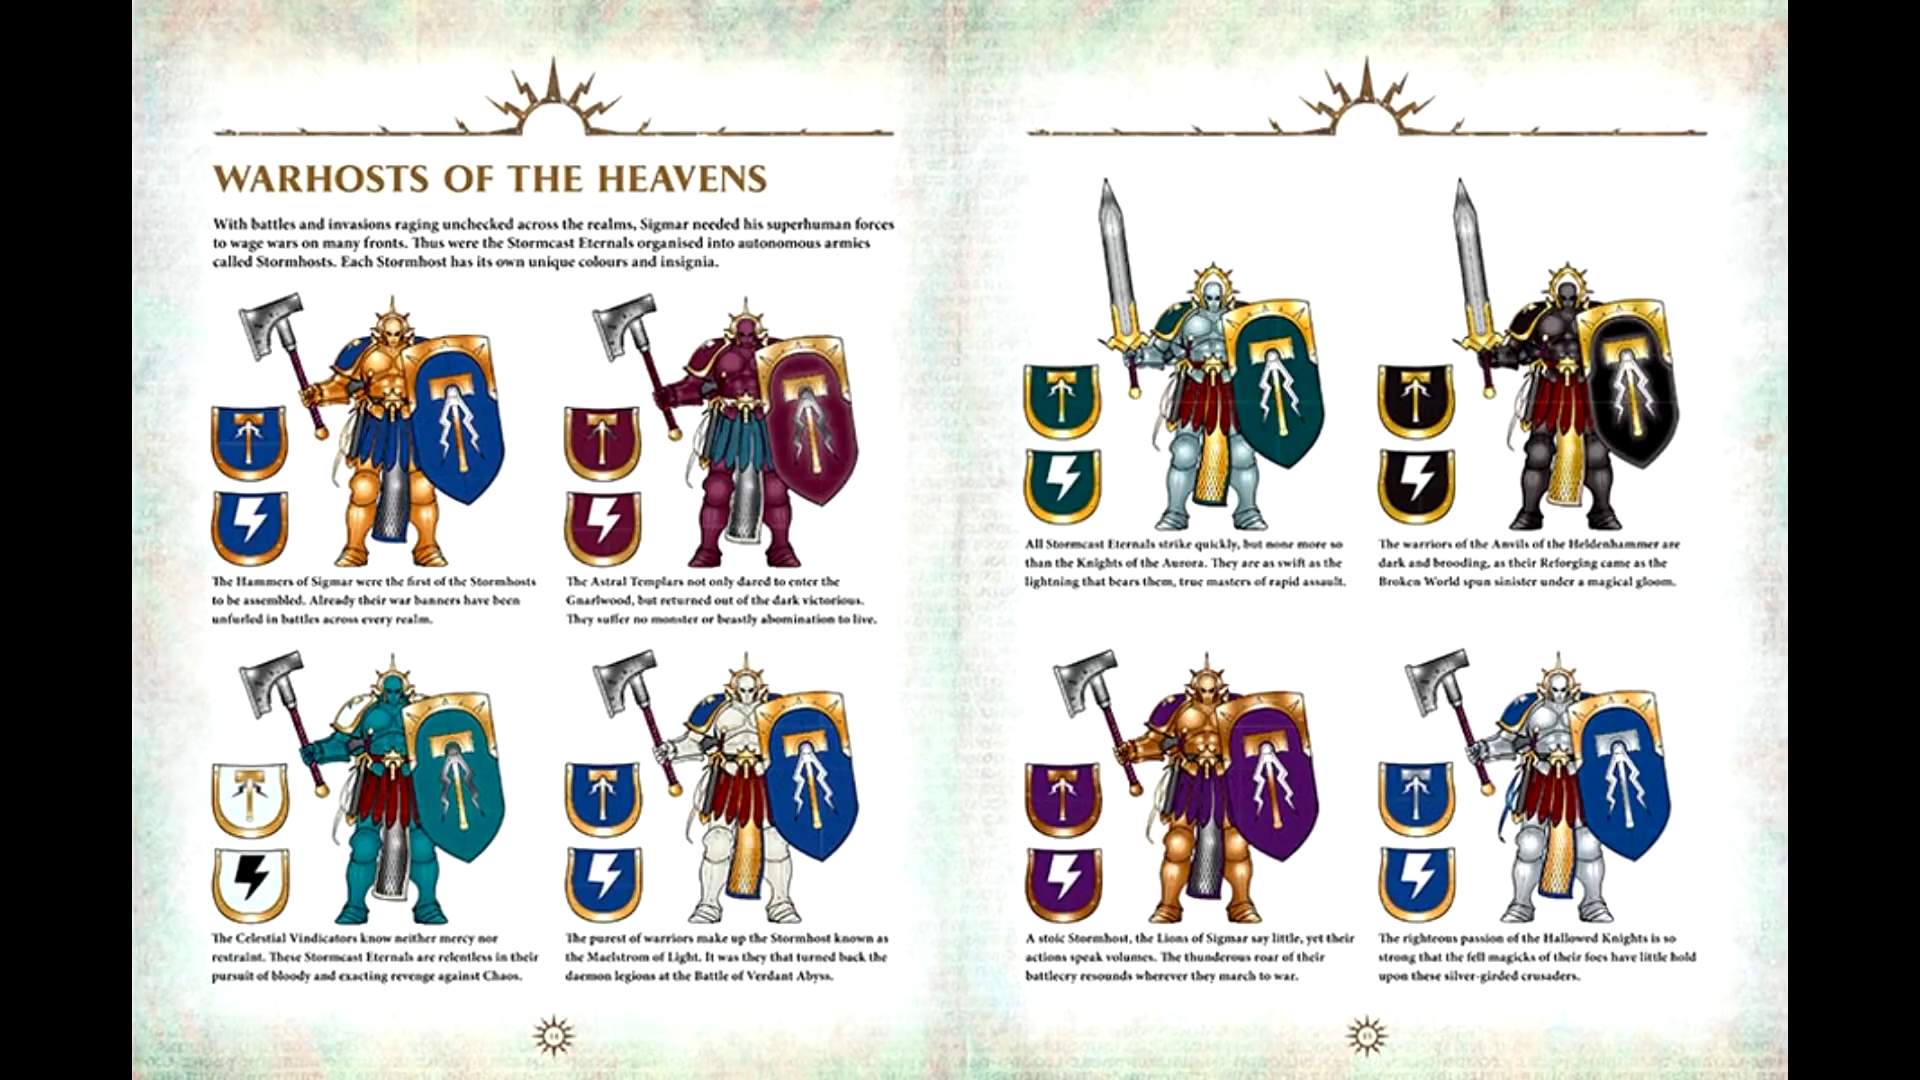 WARHOSTS OF THE HEAVENS
With battles and invasions raging unchecked across the realms, Sigmar needed his superhuman forces
to wage wars on many fronts. Thus were the Stormcast Eternals organised into autonomous armies
called Stormhosts. Each Stormhost has its own unique colours and insignia.
The Hammers of Sigmar were the first of the Stormhosts
to be assembled. Already their war banners have been
unfurled in battles across every realm.
The Astral Templars not only dared to enter the
Gnarlwood, but returned out of the dark victorious.
They suffer no monster or beastly abomination to live.
The Celestial Vindicators know neither mercy nor
restraint. These Stormcast Eternals are relentless in their
pursuit of bloody and exacting revenge against Chaos.
The purest of warriors make up the Stormhost known as
the Maelstrom of Light. It was they that turned back the
daemon legions at the Battle of Verdant Abyss.
All Stormcast Eternals strike quickly, but none more so
than the Knights of the Aurora. They are as swift as the
lightning that bears them, true masters of rapid assault.
The warriors of the Anvils of the Heldenhammer are
dark and brooding, as their Reforging came as the
Broken World spun sinister under a magical gloom.
A stoic Stormhost, the Lions of Sigmar say little, yet their
actions speak volumes. The thunderous roar of their
battlecry resounds wherever they march to war.
The righteous passion of the Hallowed Knights is so
strong that the fell magicks of their foes have little hold
upon these silver-girded crusaders.